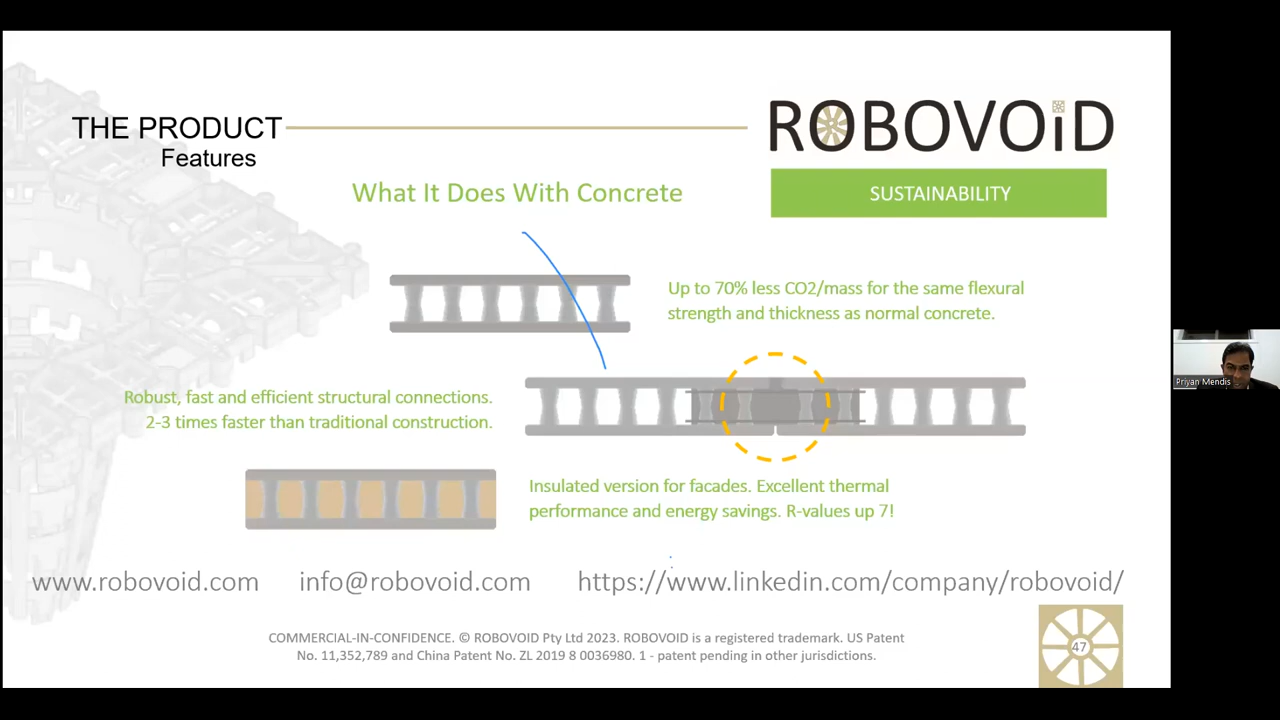 THE PRODUCT
Features
ROBOVOiD
SUSTAINABILITY
What It Does With Concrete
Up to 70% less CO2/mass for the same flexural
strength and thickness as normal concrete.
Robust, fast and efficient structural connections.
2-3 times faster than traditional construction.
Insulated version for facades. Excellent thermal
performance and energy savings. R-values up 7!
www.robovoid.com
info@robovoid.com
https://www.linkedin.com/company/robovoid/
COMMERCIAL-IN-CONFIDENCE. © ROBOVOID Pty Ltd 2023. ROBOVOID is a registered trademark. US Patent
No. 11,352,789 and China Patent No. ZL 2019 8 0036980. 1 - patent pending in other jurisdictions.
47
Priyan Mendis